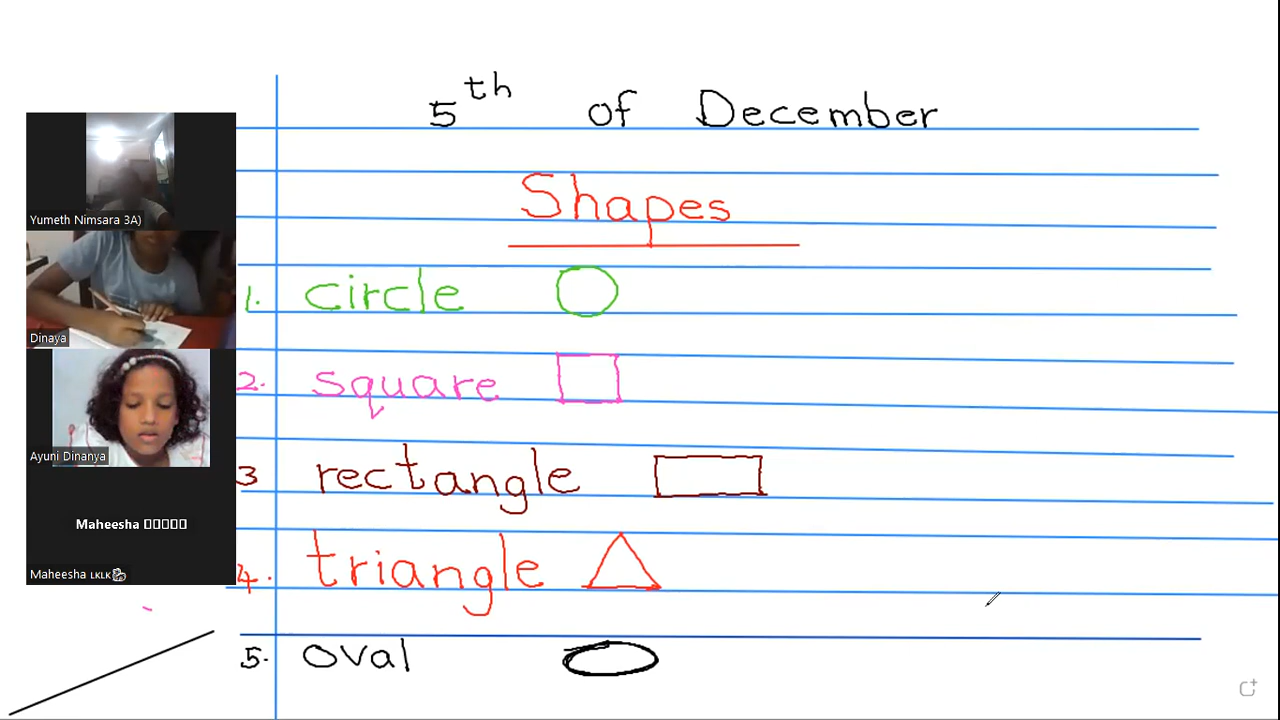 5th of December
Shapes
1. circle
2. square
3 rectangle
4. triangle
5. oval
Yumeth Nimsara 3A)
Dinaya
Ayuni Dinanya
Maheesha
Maheesha LKLK